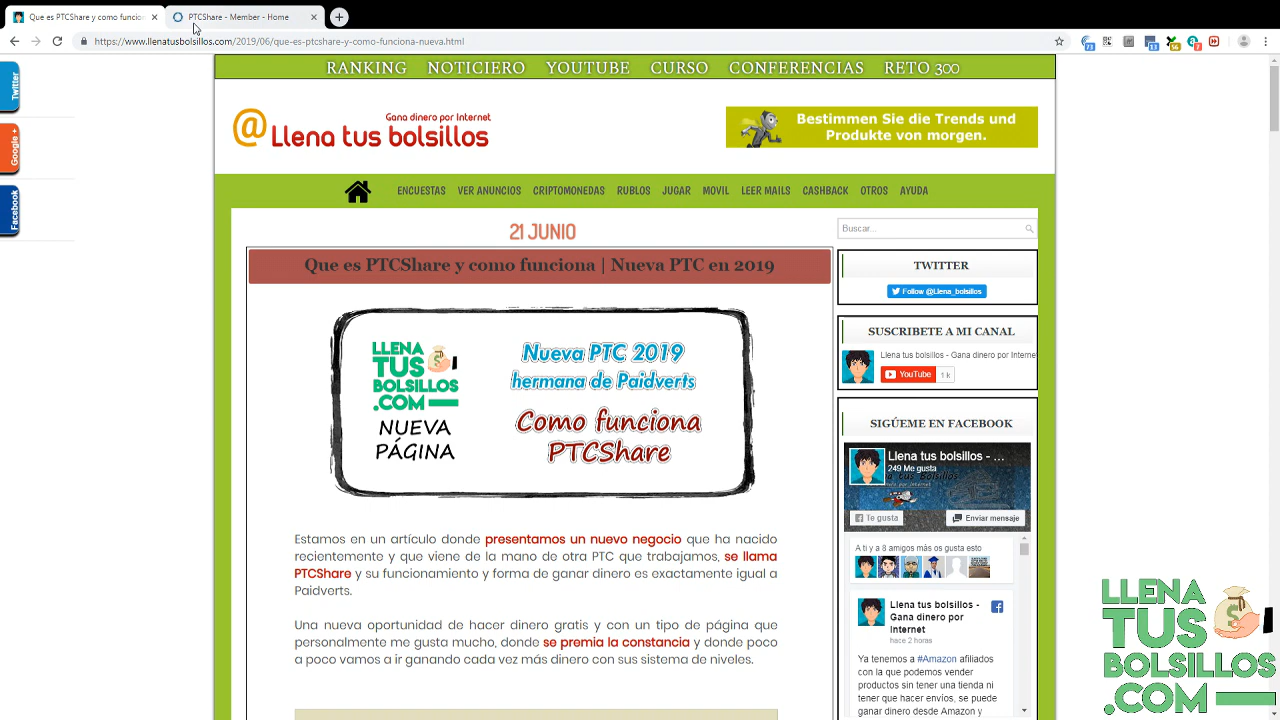 Que es PTCShare y como funcio
PTCShare - Member - Home
https://www.llenatusbolsillos.com/2019/06/que-es-ptcshare-y-como-funciona-nueva.html
RANKING NOTICIERO YOUTUBE CURSO CONFERENCIAS RETO 300
Twitter
Google +
Facebook
Gana dinero por Internet
@Llena tus bolsillos
Bestimmen Sie die Trends und
Produkte von morgen.
ENCUESTAS VER ANUNCIOS CRIPTOMONEDAS RUBLOS JUGAR MOVIL LEER MAILS CASHBACK OTROS AYUDA
21 JUNIO
Que es PTCShare y como funciona | Nueva PTC en 2019
LLENA
TUS
BOLSILLOS
.COM
NUEVA
PÁGINA
Nueva PTC 2019
hermana de Paidverts
Como funciona
PTCShare
Estamos en un artículo donde presentamos un nuevo negocio que ha nacido
recientemente y que viene de la mano de otra PTC que trabajamos, se llama
PTCShare y su funcionamiento y forma de ganar dinero es exactamente igual a
Paidverts.
Una nueva oportunidad de hacer dinero gratis y con un tipo de página que
personalmente me gusta mucho, donde se premia la constancia y donde poco
a poco vamos a ir ganando cada vez más dinero con sus sistema de niveles.
Buscar...
TWITTER
Follow @Llena_bolsillos
SUSCRIBETE A MI CANAL
Llena tus bolsillos - Gana dinero por Interne
YouTube 1 k
SIGÚEME EN FACEBOOK
Llena tus bolsillos - ...
249 Me gusta
Te gusta
Enviar mensaje
A ti y a 8 amigos más os gusta esto
Llena tus bolsillos -
Gana dinero por
Internet
hace 2 horas
Ya tenemos a #Amazon afiliados
con la que podemos vender
productos sin tener una tienda ni
tener que hacer envíos, se puede
ganar dinero desde Amazon y
LLENA
TUS
BOLSILLOS
.COM